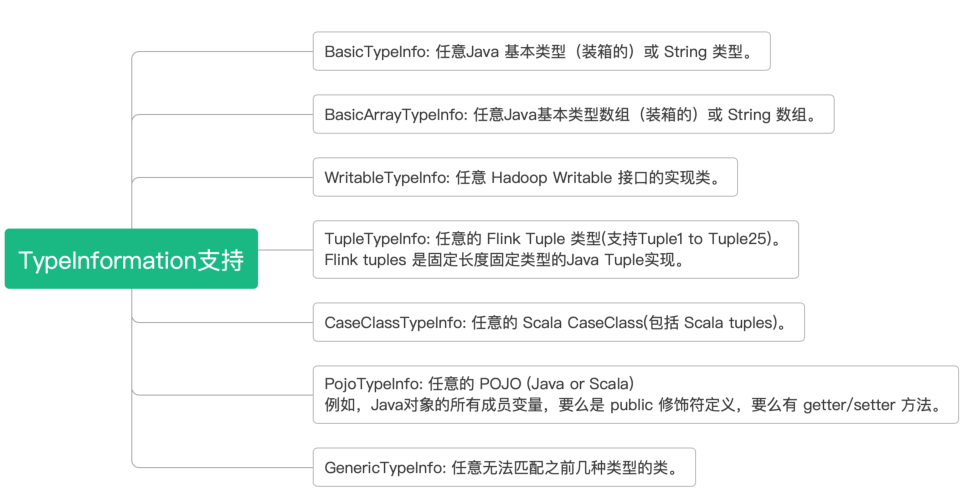 BasicTypeInfo: 任意Java 基本类型（装箱的）或 String 类型。
BasicArrayTypeInfo: 任意Java基本类型数组（装箱的）或 String 数组。
WritableTypeInfo: 任意 Hadoop Writable 接口的实现类。
TypeInformation支持
TupleTypeInfo: 任意的 Flink Tuple 类型(支持Tuple1 to Tuple25)。
Flink tuples 是固定长度固定类型的Java Tuple实现。
CaseClassTypeInfo: 任意的 Scala CaseClass(包括 Scala tuples)。
PojoTypeInfo: 任意的 POJO (Java or Scala)
例如，Java对象的所有成员变量，要么是 public 修饰符定义，要么有 getter/setter 方法。
GenericTypeInfo: 任意无法匹配之前几种类型的类。